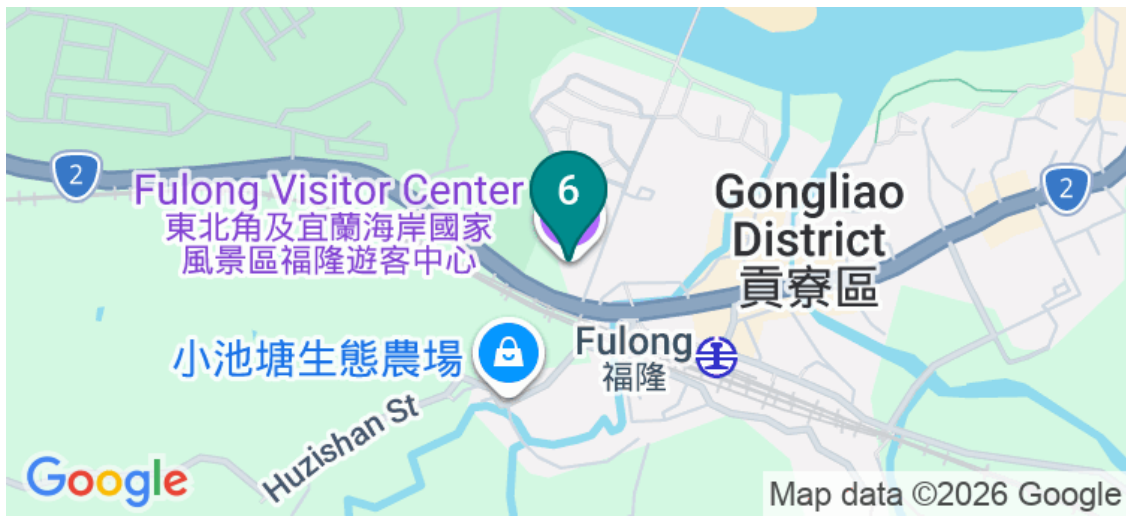 2
Fulong Visitor Center
東北角及宜蘭海岸國家
風景區福隆遊客中心
6
Gongliao
District
貢寮區
2
小池塘生態農場
Fulong
福隆
Huzishan St
Google
Map data ©2026 Google